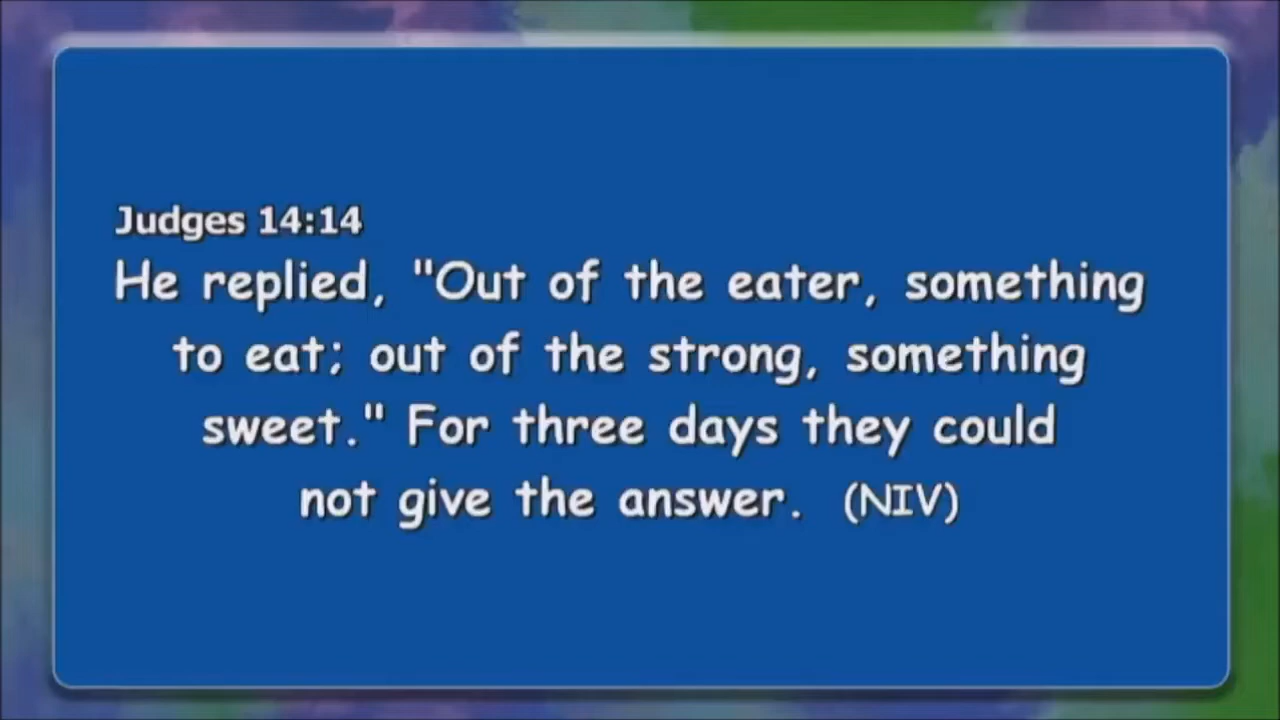 Judges 14:14
He replied, "Out of the eater, something
to eat; out of the strong, something
sweet." For three days they could
not give the answer. (NIV)